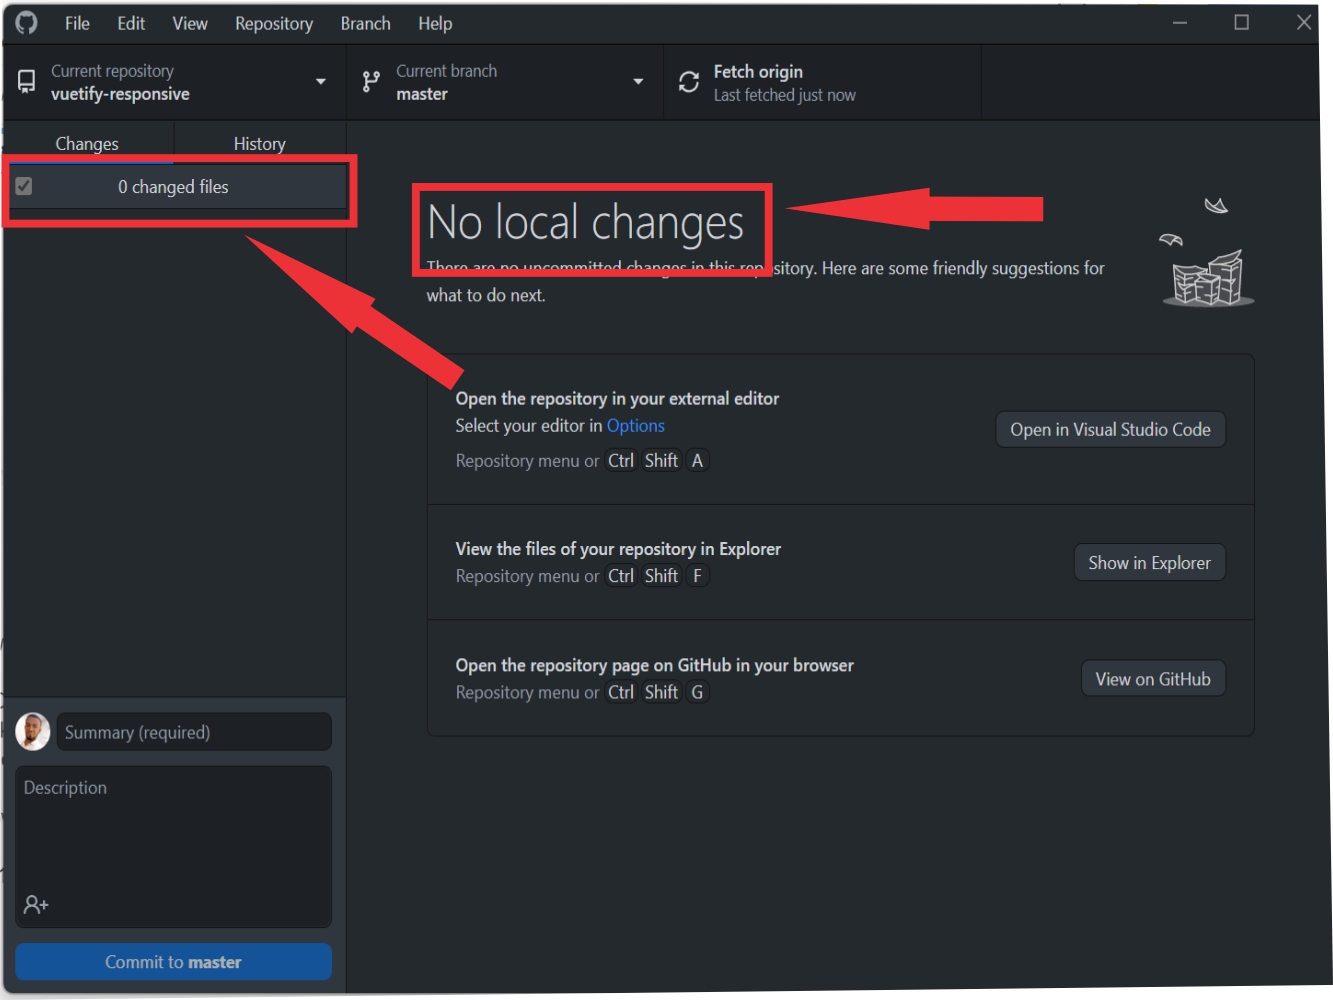 File Edit View Repository Branch Help
Current repository
vuetify-responsive
Current branch
master
Fetch origin
Last fetched just now
Changes
History
0 changed files
No local changes
There are no uncommitted changes in this repository. Here are some friendly suggestions for
what to do next.
Open the repository in your external editor
Select your editor in Options
Repository menu or Ctrl Shift A
Open in Visual Studio Code
View the files of your repository in Explorer
Repository menu or Ctrl Shift F
Show in Explorer
Open the repository page on GitHub in your browser
Repository menu or Ctrl Shift G
View on GitHub
Summary (required)
Description
Commit to master